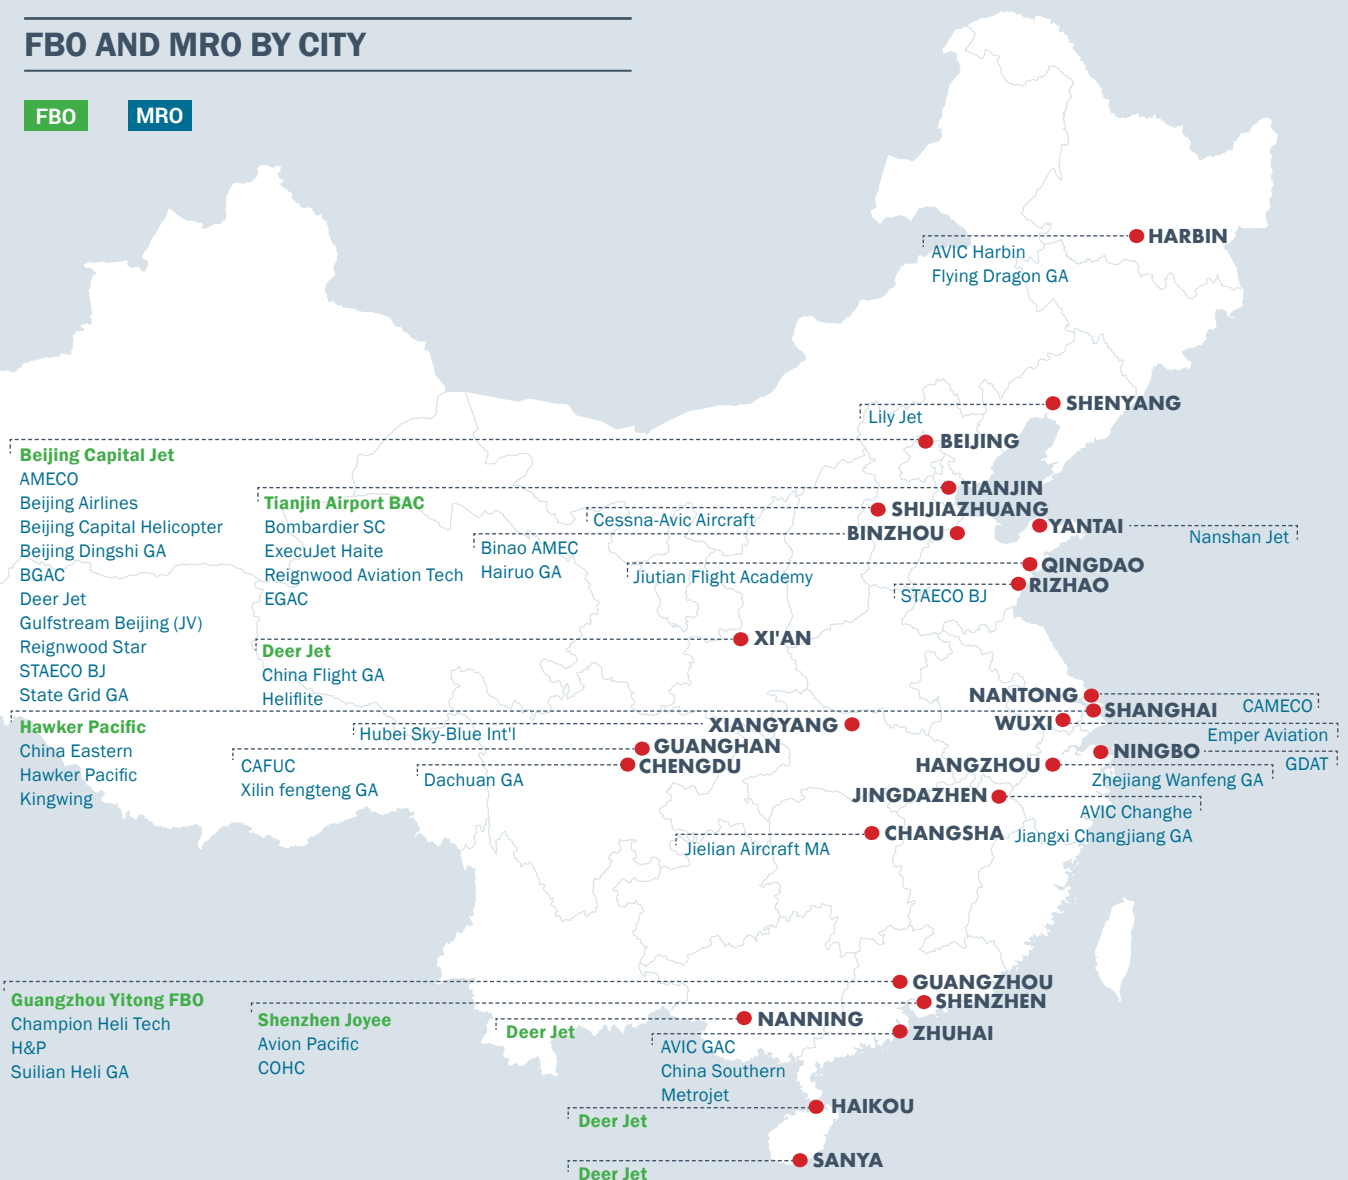 FBO AND MRO BY CITY
FBO
MRO
HARBIN
AVIC Harbin
Flying Dragon GA
SHENYANG
Lily Jet
BEIJING
Beijing Capital Jet
AMECO
Beijing Airlines
Beijing Capital Helicopter
Beijing Dingshi GA
BGAC
Deer Jet
Gulfstream Beijing (JV)
Reignwood Star
STAECO BJ
State Grid GA
TIANJIN
Tianjin Airport BAC
Bombardier SC
ExecuJet Haite
Reignwood Aviation Tech
EGAC
SHIJIAZHUANG
Cessna-Avic Aircraft
YANTAI
Nanshan Jet
BINZHOU
Binao AMEC
Hairuo GA
QINGDAO
Jiutian Flight Academy
RIZHAO
STAECO BJ
XI'AN
Deer Jet
China Flight GA
Heliflite
NANTONG
CAMECO
SHANGHAI
Hawker Pacific
China Eastern
Hawker Pacific
Kingwing
WUXI
Emper Aviation
XIANGYANG
Hubei Sky-Blue Int'l
GUANGHAN
CAFUC
Xilin fengteng GA
CHENGDU
Dachuan GA
NINGBO
GDAT
HANGZHOU
Zhejiang Wanfeng GA
JINGDAZHEN
AVIC Changhe
Jiangxi Changjiang GA
CHANGSHA
Jielian Aircraft MA
GUANGZHOU
Guangzhou Yitong FBO
Champion Heli Tech
H&P
Suilian Heli GA
SHENZHEN
Shenzhen Joyee
Avion Pacific
COHC
NANNING
Deer Jet
ZHUHAI
AVIC GAC
China Southern
Metrojet
HAIKOU
Deer Jet
SANYA
Deer Jet